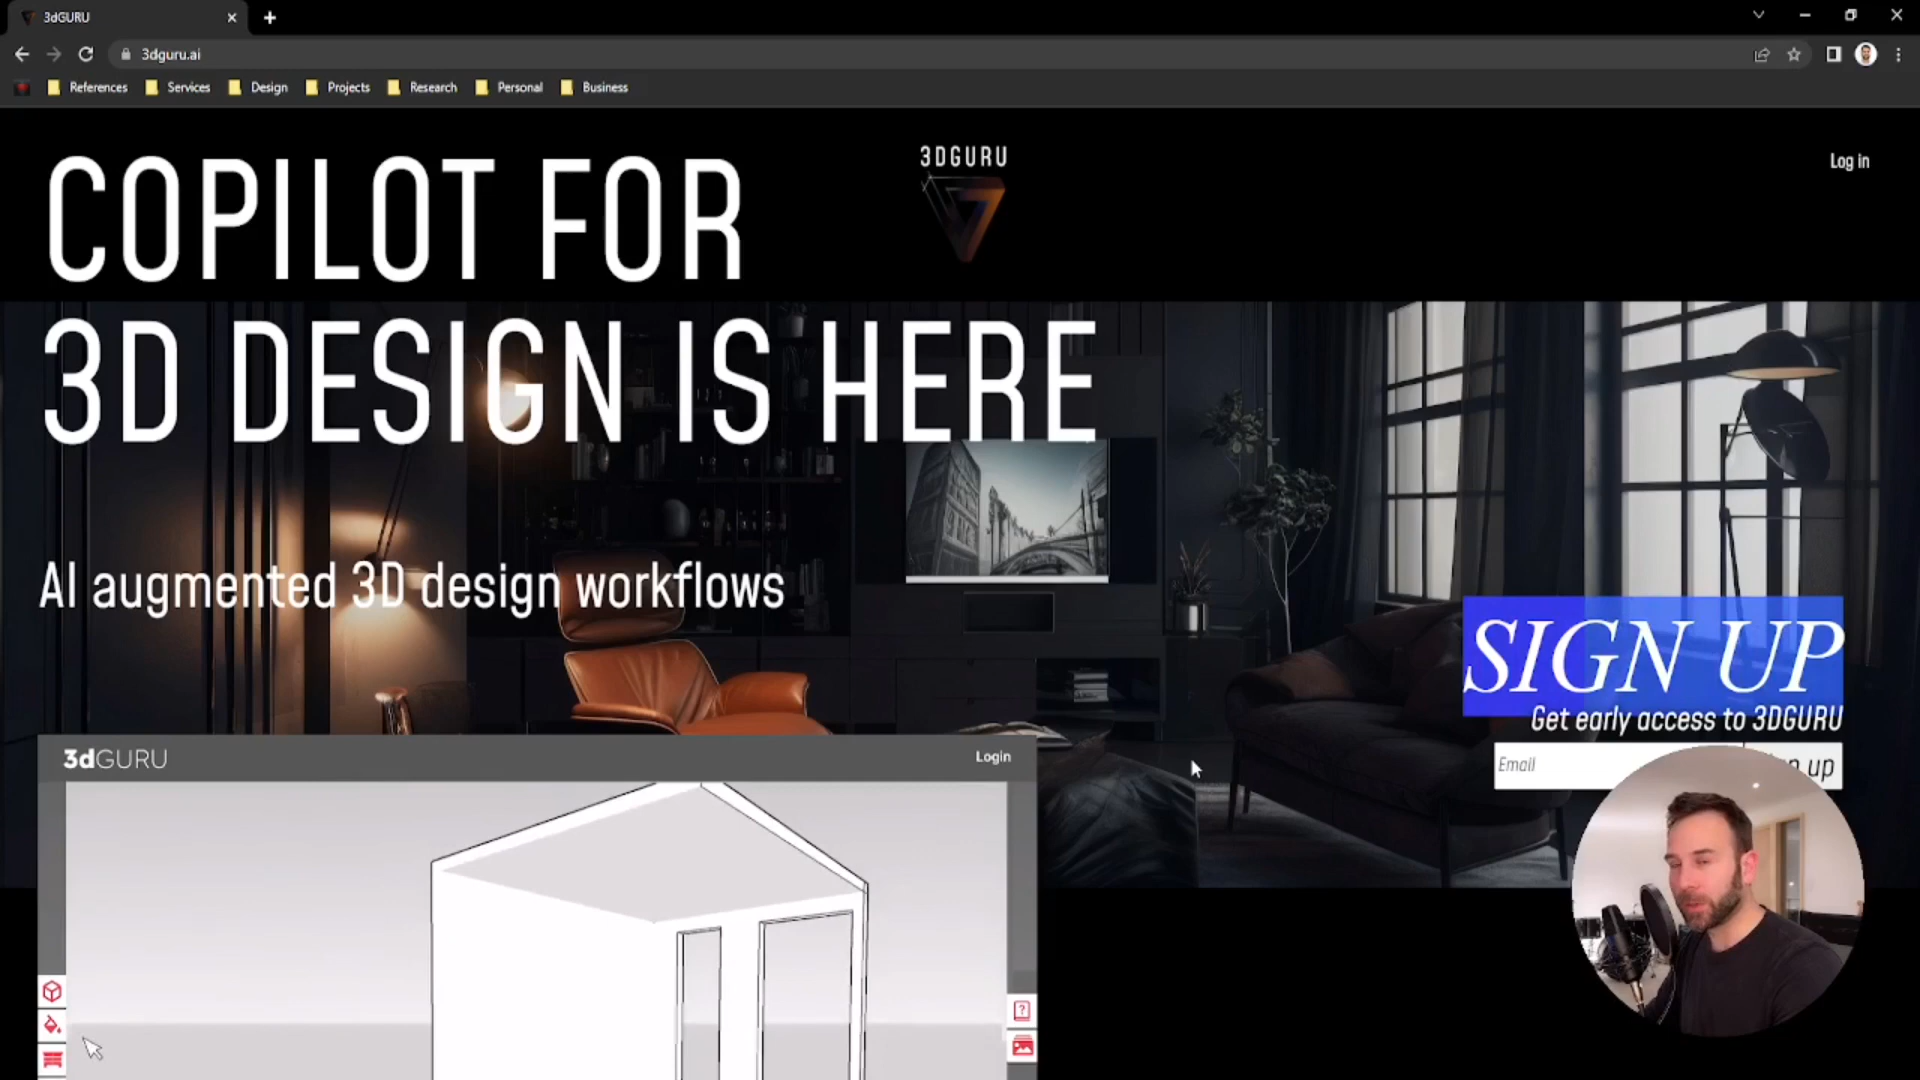 3dGURU
3dguru.ai
References Services Design Projects Research Personal Business
3DGURU
Log in
COPILOT FOR
3D DESIGN IS HERE
AI augmented 3D design workflows
SIGN UP
Get early access to 3DGURU
Email
up
3dGURU
Login